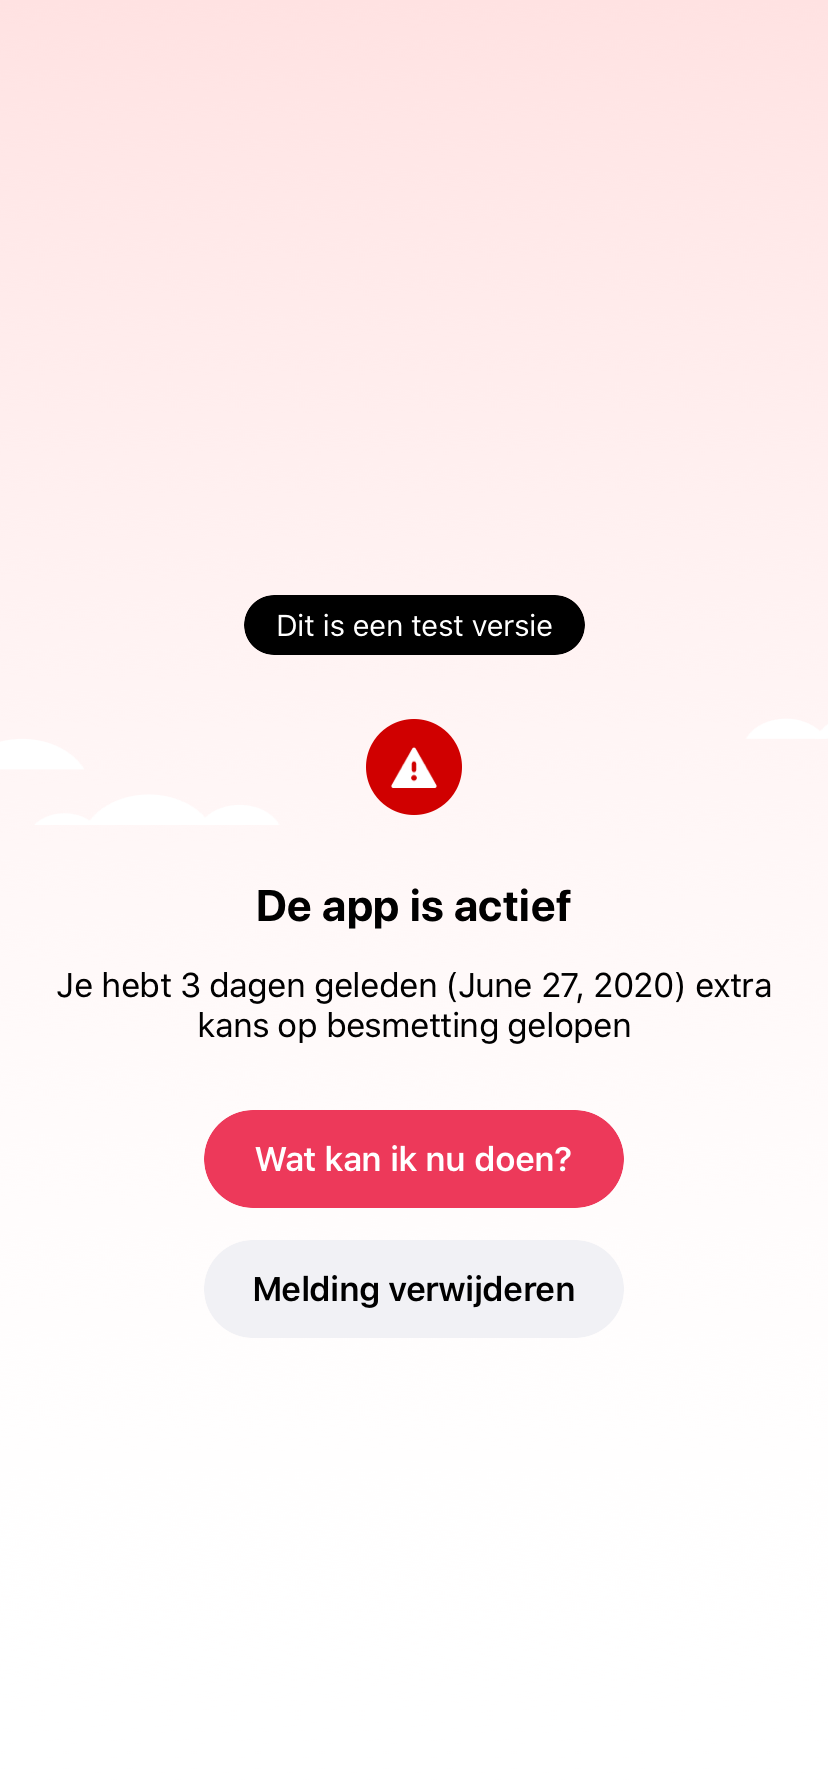 Dit is een test versie
De app is actief
Je hebt 3 dagen geleden (June 27, 2020) extra
kans op besmetting gelopen
Wat kan ik nu doen?
Melding verwijderen